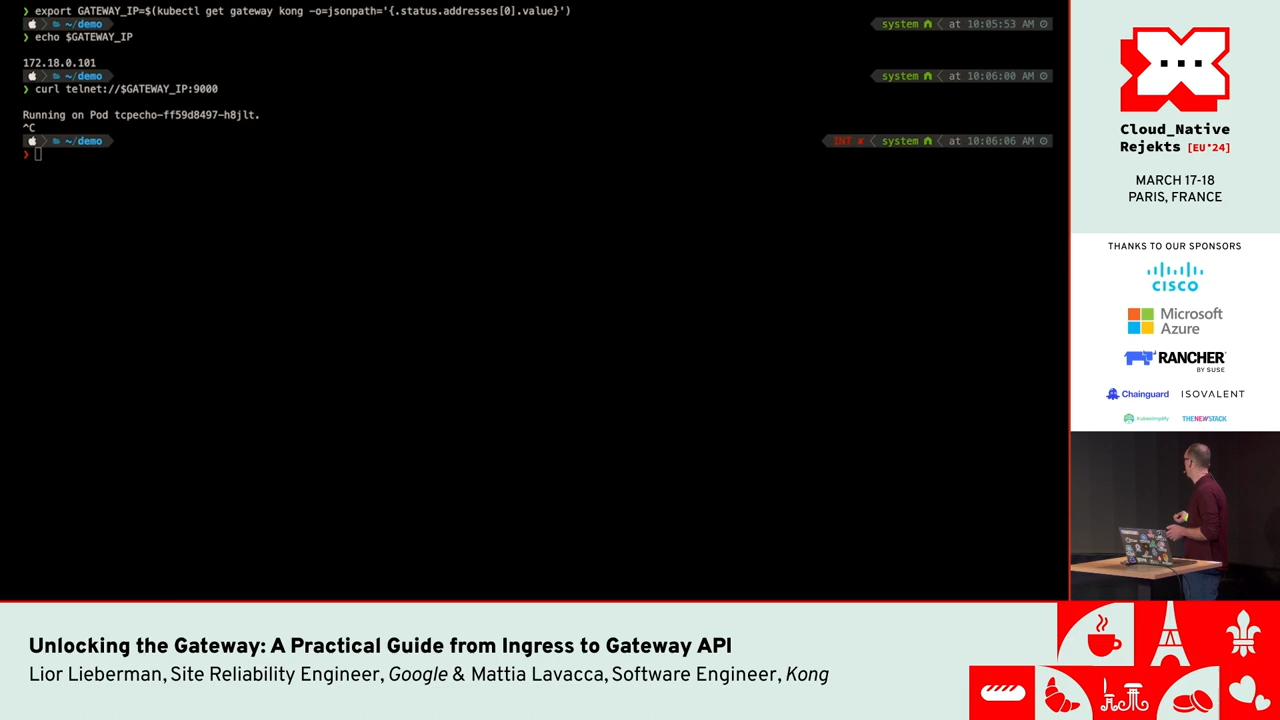 ❯ export GATEWAY_IP=$(kubectl get gateway kong -o=jsonpath='{.status.addresses[0].value}')
~/demo system at 10:05:53 AM
❯ echo $GATEWAY_IP
172.18.0.101
~/demo system at 10:06:00 AM
❯ curl telnet://$GATEWAY_IP:9000
Running on Pod tcpecho-ff59d8497-h8jlt.
^C
~/demo INT ✘ system at 10:06:06 AM
❯
Cloud_Native
Rejekts [EU'24]
MARCH 17-18
PARIS, FRANCE
THANKS TO OUR SPONSORS
CISCO
Microsoft
Azure
RANCHER
BY SUSE
Chainguard ISOVALENT
Kubesimplify THENEWSTACK
Unlocking the Gateway: A Practical Guide from Ingress to Gateway API
Lior Lieberman, Site Reliability Engineer, Google & Mattia Lavacca, Software Engineer, Kong